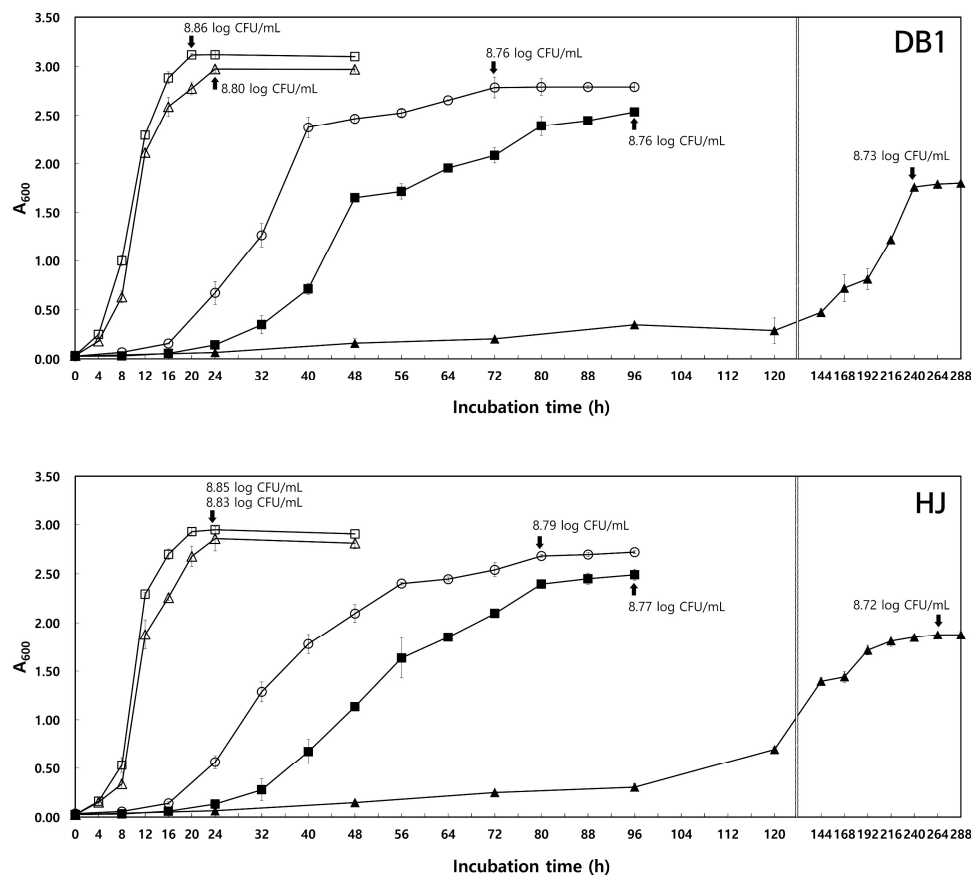 3.50
8.86 log CFU/mL
DB1
3.00
8.76 log CFU/mL
8.80 log CFU/mL
2.50
8.76 log CFU/mL
8.73 log CFU/mL
2.00
A600
1.50
1.00
0.50
0.00
0 4 8 12 16 20 24 32 40 48 56 64 72 80 88 96 104 112 120 144 168 192 216 240 264 288
Incubation time (h)
3.50
8.85 log CFU/mL
8.83 log CFU/mL
HJ
3.00
8.79 log CFU/mL
2.50
8.77 log CFU/mL
8.72 log CFU/mL
2.00
A600
1.50
1.00
0.50
0.00
0 4 8 12 16 20 24 32 40 48 56 64 72 80 88 96 104 112 120 144 168 192 216 240 264 288
Incubation time (h)